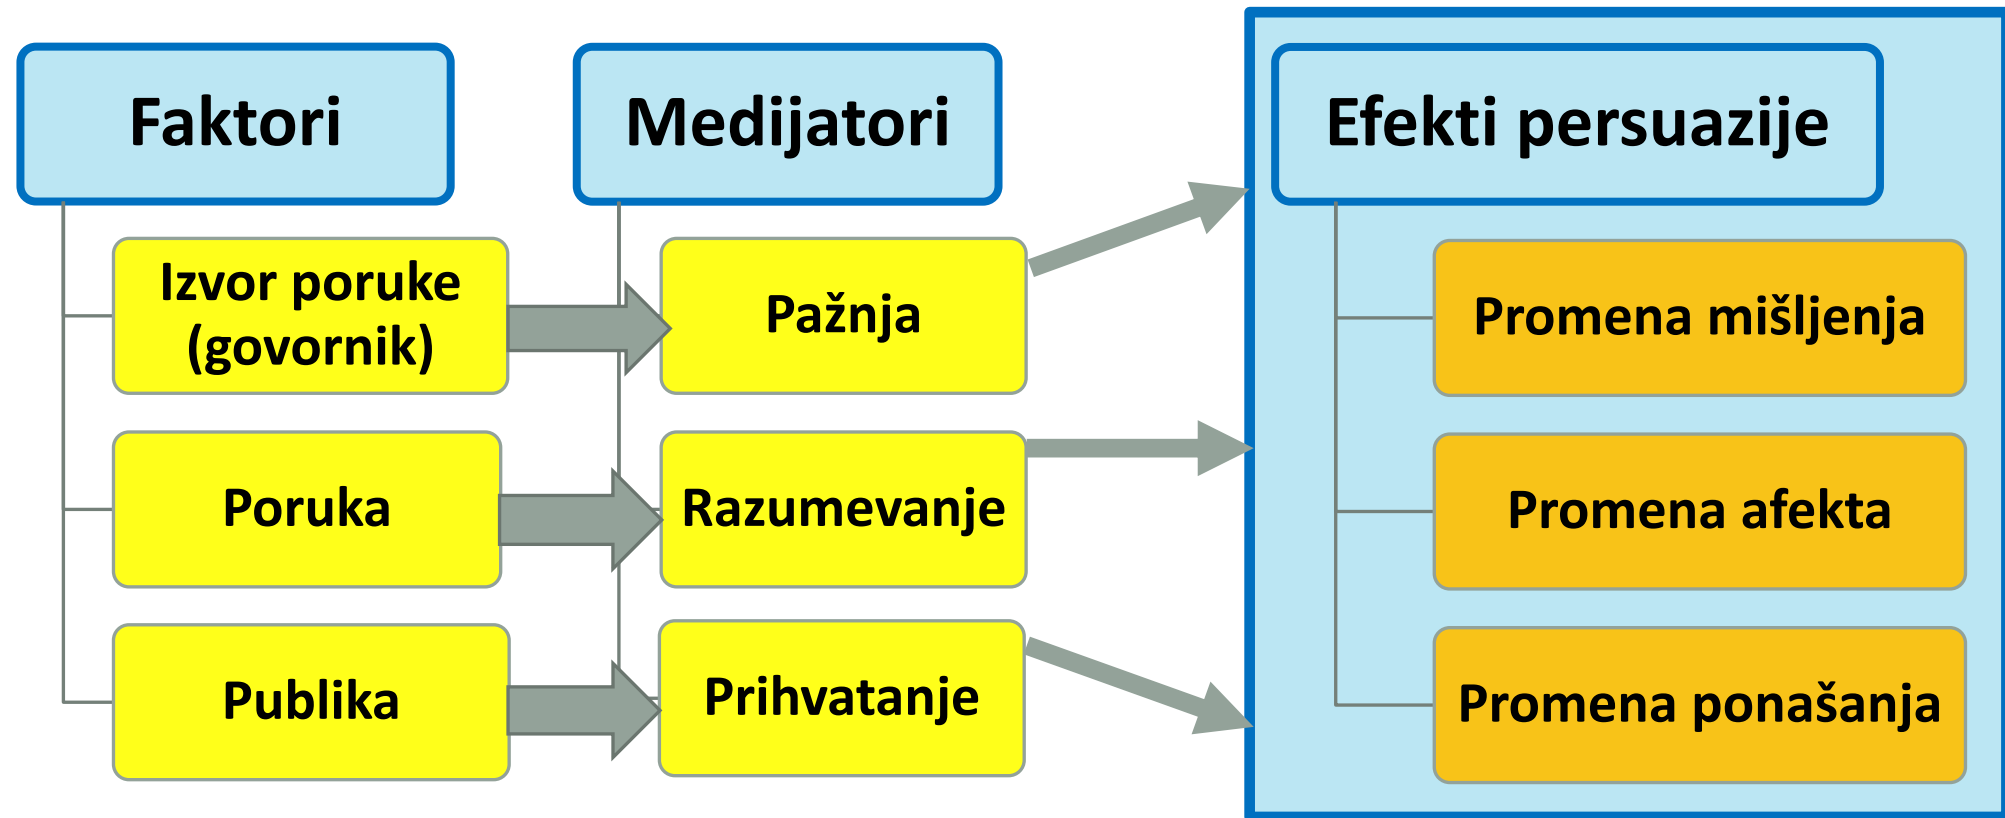 Faktori
Izvor poruke
(govornik)
Poruka
Publika
Medijatori
Pažnja
Razumevanje
Prihvatanje
Efekti persuazije
Promena mišljenja
Promena afekta
Promena ponašanja